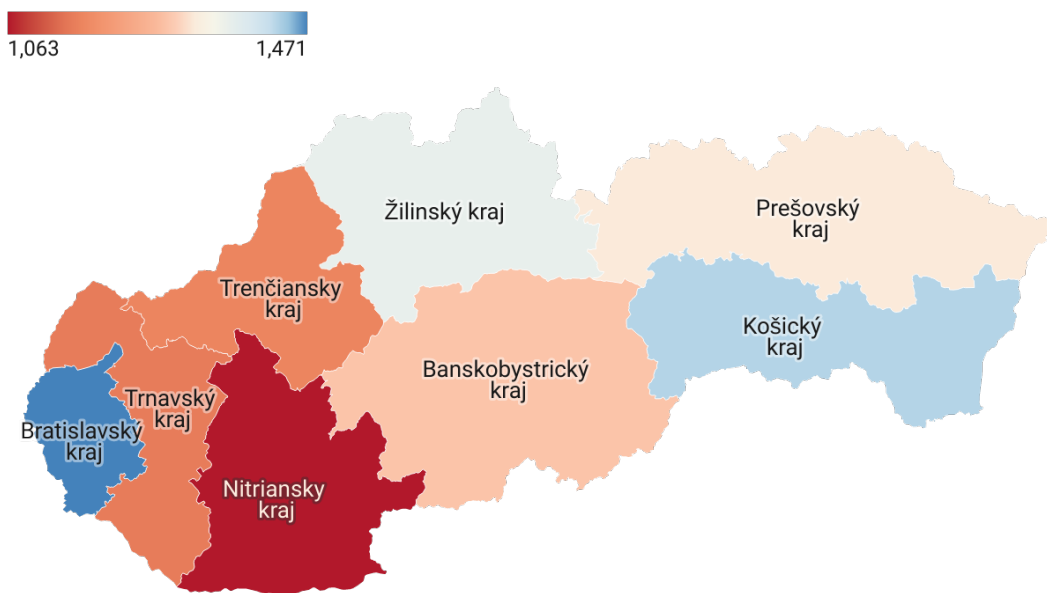 1,063
1,471
Žilinský kraj
Prešovský
kraj
Trenčiansky
kraj
Košický
kraj
Banskobystrický
kraj
Trnavský
kraj
Bratislavský
kraj
Nitriansky
kraj